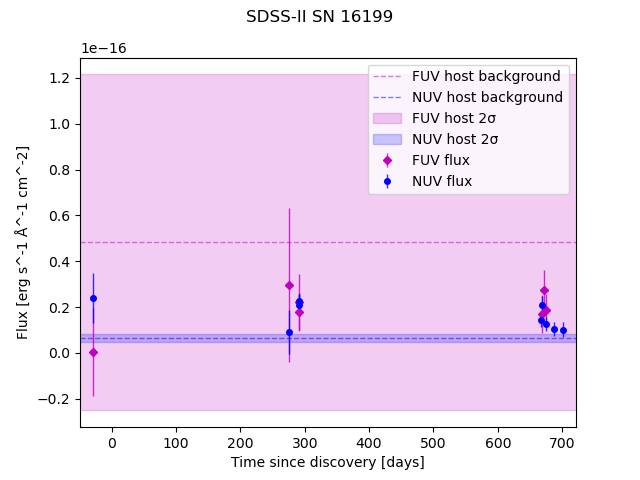 SDSS-II SN 16199
1e−16
FUV host background
NUV host background
FUV host 2σ
NUV host 2σ
FUV flux
NUV flux
1.2
1.0
0.8
0.6
0.4
0.2
0.0
−0.2
Flux [erg s^-1 Å^-1 cm^-2]
0 100 200 300 400 500 600 700
Time since discovery [days]